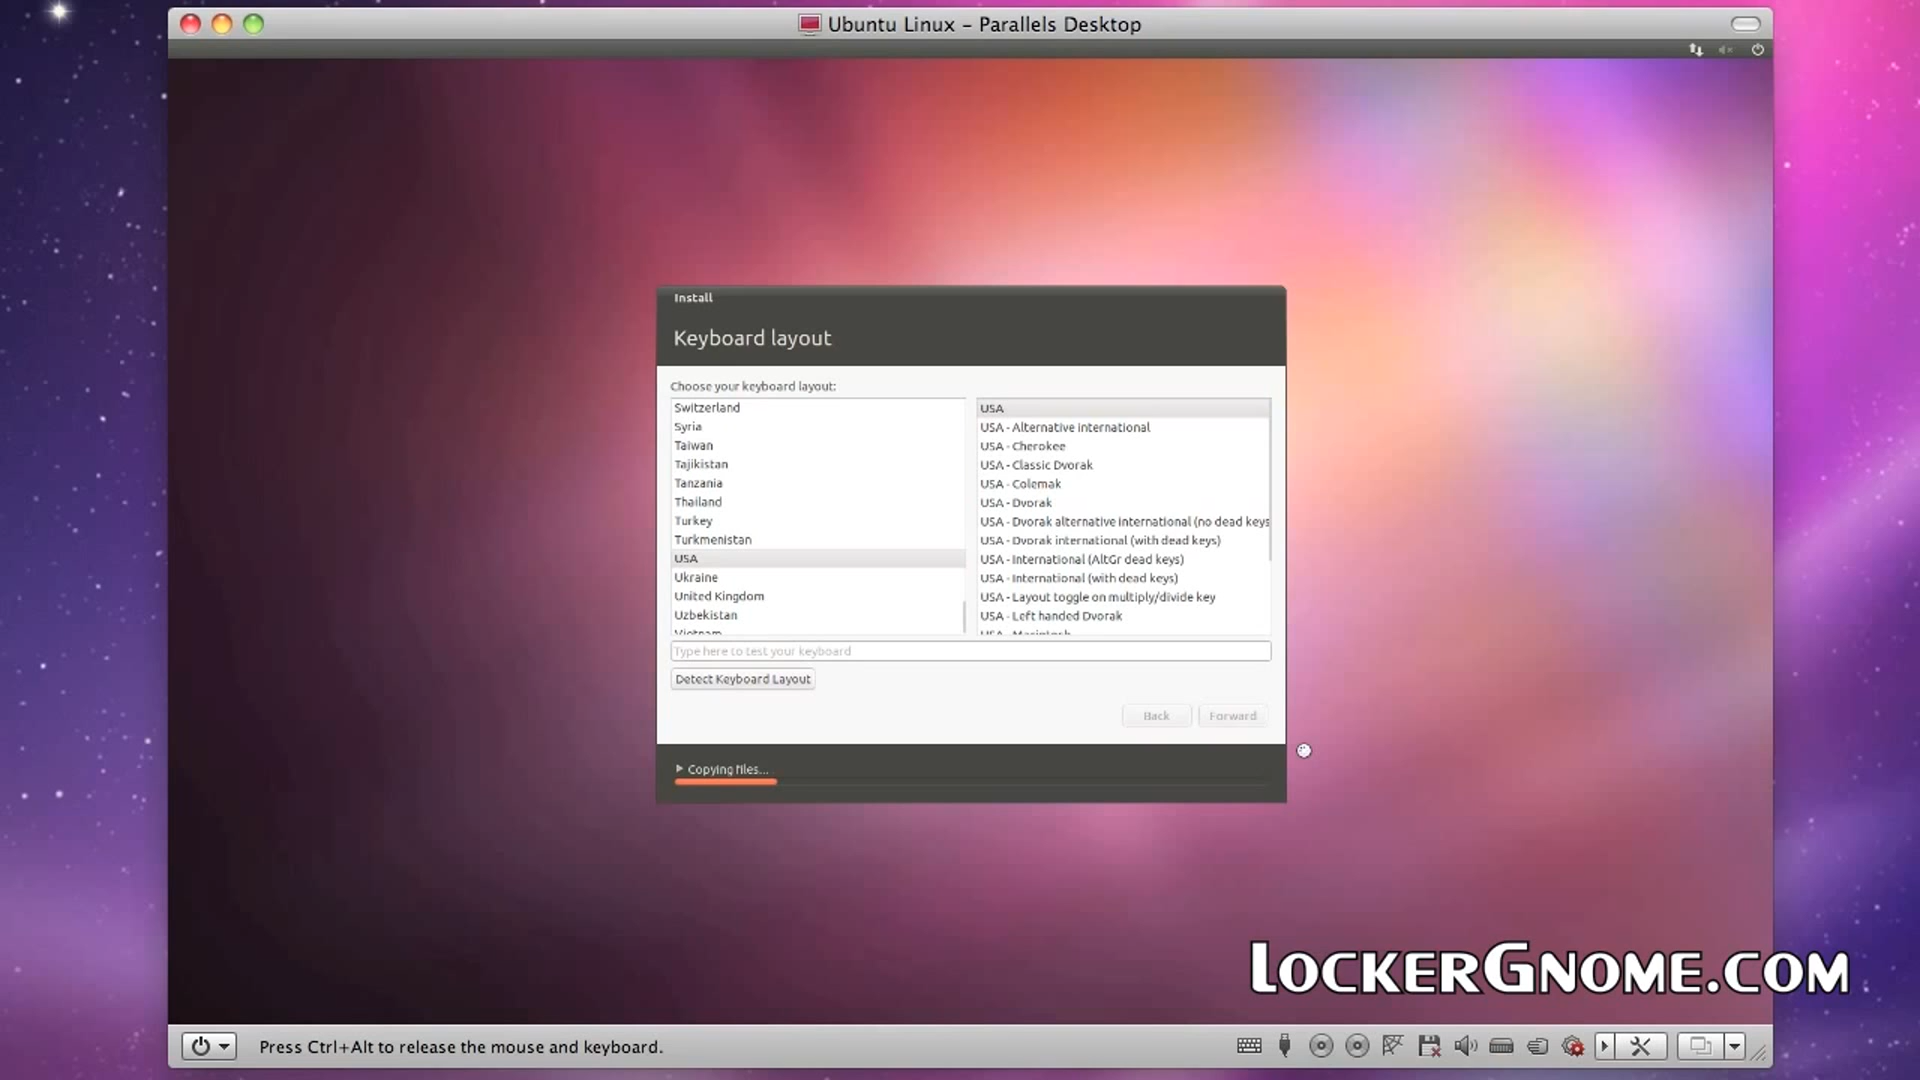 Ubuntu Linux – Parallels Desktop
Install
Keyboard layout
Choose your keyboard layout:
Switzerland
Syria
Taiwan
Tajikistan
Tanzania
Thailand
Turkey
Turkmenistan
USA
Ukraine
United Kingdom
Uzbekistan
Vietnam
USA
USA - Alternative international
USA - Cherokee
USA - Classic Dvorak
USA - Colemak
USA - Dvorak
USA - Dvorak alternative international (no dead keys
USA - Dvorak international (with dead keys)
USA - International (AltGr dead keys)
USA - International (with dead keys)
USA - Layout toggle on multiply/divide key
USA - Left handed Dvorak
USA - Macintosh
Type here to test your keyboard
Detect Keyboard Layout
Back Forward
Copying files...
LOCKERGNOME.COM
Press Ctrl+Alt to release the mouse and keyboard.